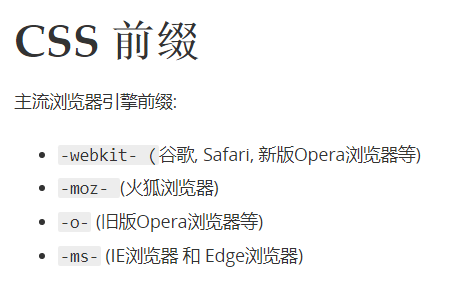 CSS 前缀
主流浏览器引擎前缀:
-webkit- （谷歌, Safari, 新版Opera浏览器等)
-moz- (火狐浏览器)
-o- (旧版Opera浏览器等)
-ms- (IE浏览器 和 Edge浏览器)